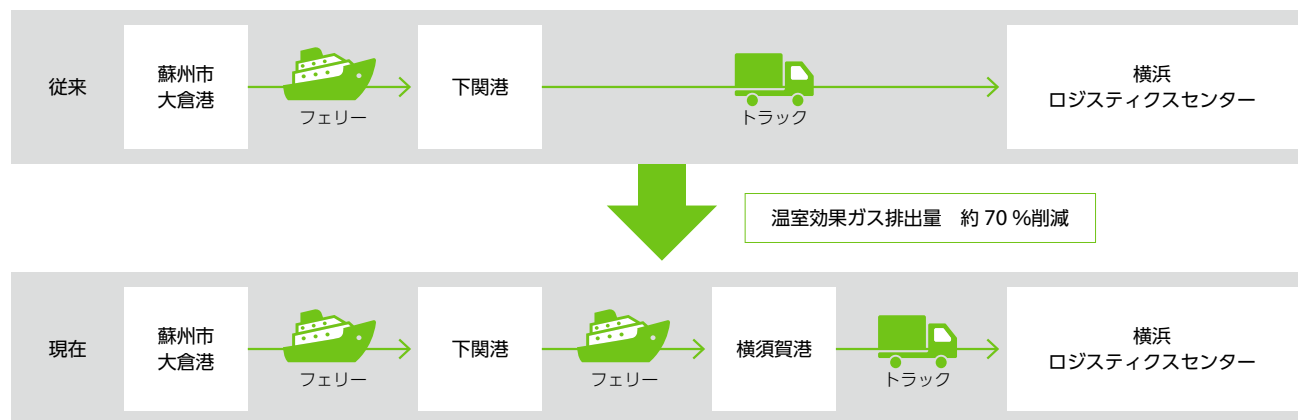 従来
蘇州市
大倉港
フェリー
下関港
トラック
横浜
ロジスティクスセンター
温室効果ガス排出量　約 70 %削減
現在
蘇州市
大倉港
フェリー
下関港
フェリー
横須賀港
トラック
横浜
ロジスティクスセンター